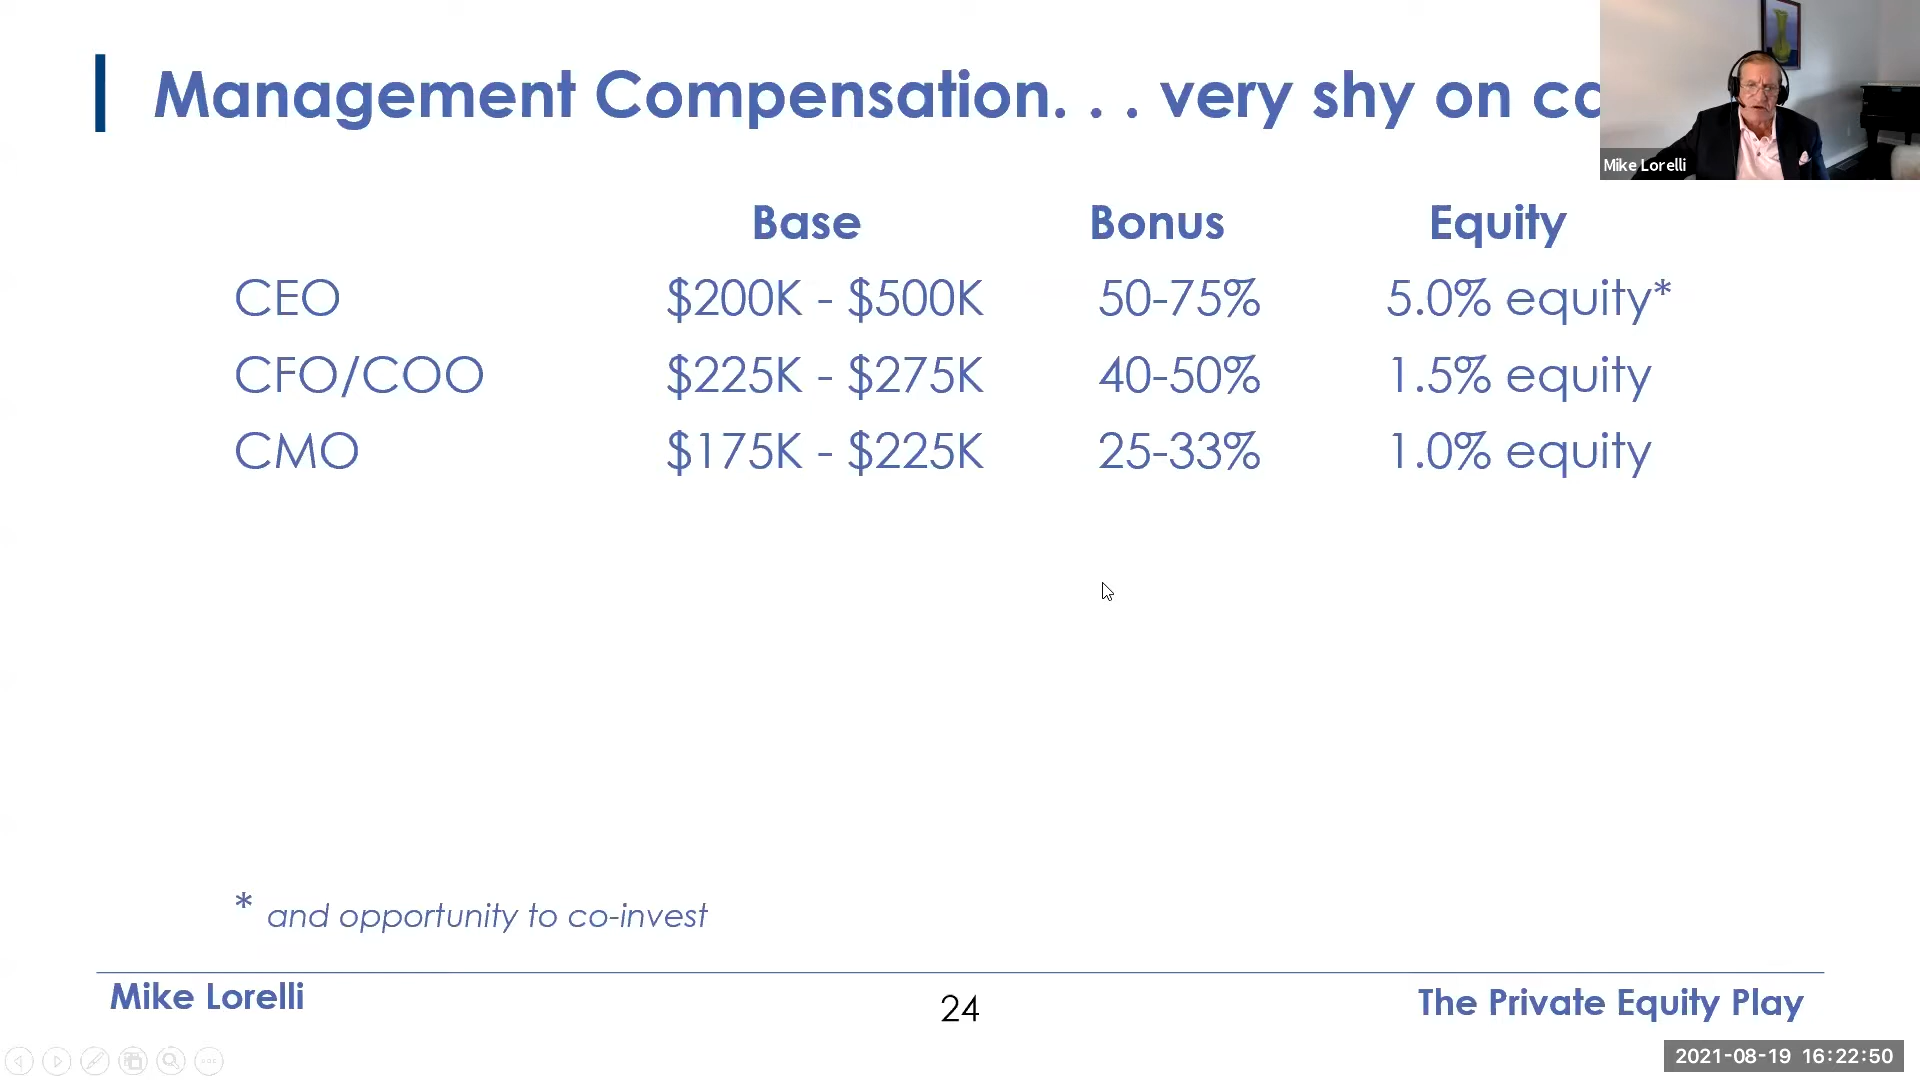 Management Compensation. . . very shy on
Mike Lorelli
Base Bonus Equity
CEO $200K - $500K 50-75% 5.0% equity*
CFO/COO $225K - $275K 40-50% 1.5% equity
CMO $175K - $225K 25-33% 1.0% equity
* and opportunity to co-invest
Mike Lorelli 24 The Private Equity Play
2021-08-19 16:22:50